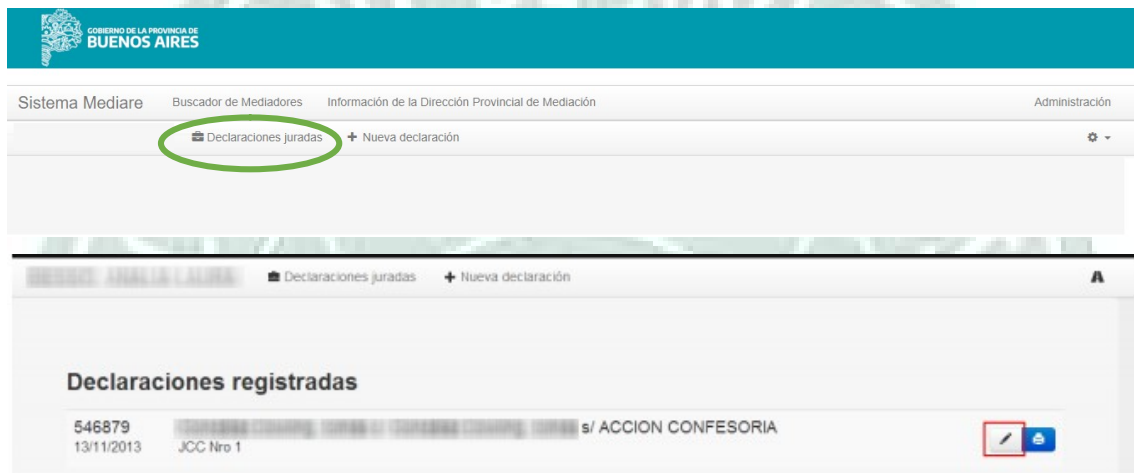 GOBIERNO DE LA PROVINCIA DE
BUENOS AIRES
Sistema Mediare Buscador de Mediadores Información de la Dirección Provincial de Mediación Administración
Declaraciones juradas + Nueva declaración
Declaraciones juradas + Nueva declaración
Declaraciones registradas
546879 s/ ACCION CONFESORIA
13/11/2013 JCC Nro 1